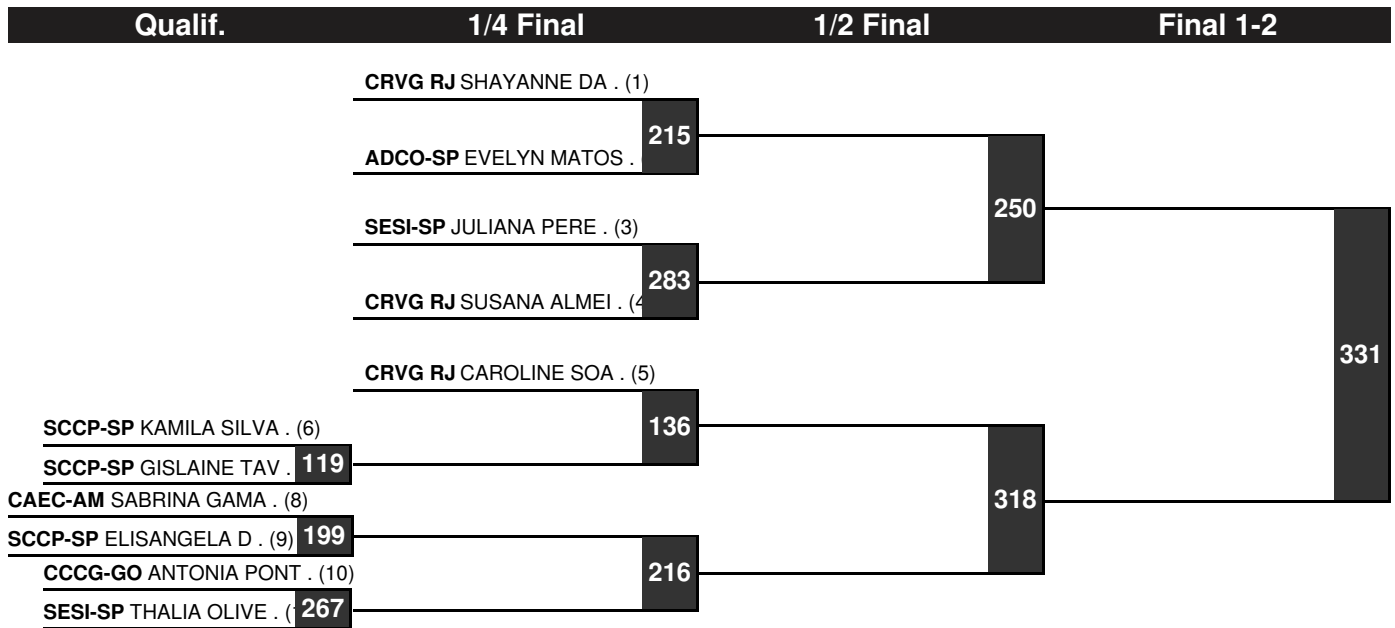 Qualif. 1/4 Final 1/2 Final Final 1-2
CRVG RJ SHAYANNE DA . (1)
215
ADCO-SP EVELYN MATOS . (
250
SESI-SP JULIANA PERE . (3)
283
CRVG RJ SUSANA ALMEI . (4
331
CRVG RJ CAROLINE SOA . (5)
136
SCCP-SP KAMILA SILVA . (6)
SCCP-SP GISLAINE TAV . 119
CAEC-AM SABRINA GAMA . (8)
318
SCCP-SP ELISANGELA D . (9) 199
CCCG-GO ANTONIA PONT . (10)
216
SESI-SP THALIA OLIVE . ( 267